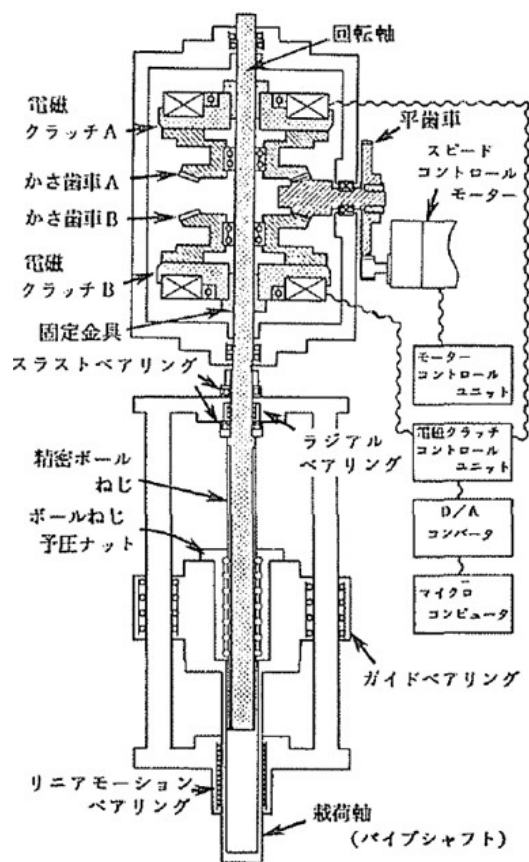 回転軸
電磁
クラッチA
平歯車
スピード
コントロール
モーター
かさ歯車A
かさ歯車B
電磁
クラッチB
固定金具
スラストベアリング
モーター
コントロール
ユニット
ラジアル
ベアリング
電磁クラッチ
コントロール
ユニット
精密ボール
ねじ
D/A
コンバータ
ボールねじ
予圧ナット
マイクロ
コンピュータ
ガイドベアリング
リニアモーション
ベアリング
載荷軸
(パイプシャフト)